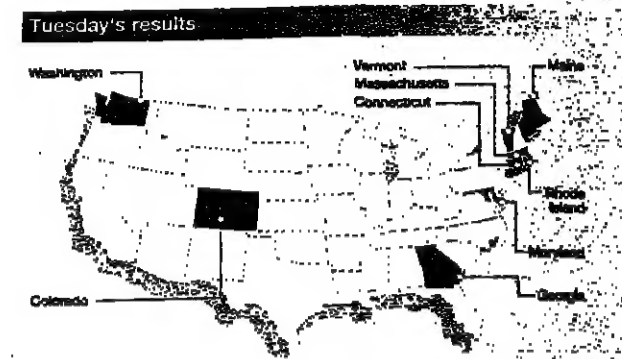 Tuesday's results
Washington
Vermont
Massachusetts
Connecticut
Maine
Rhode
Island
Maryland
Georgia
Colorado